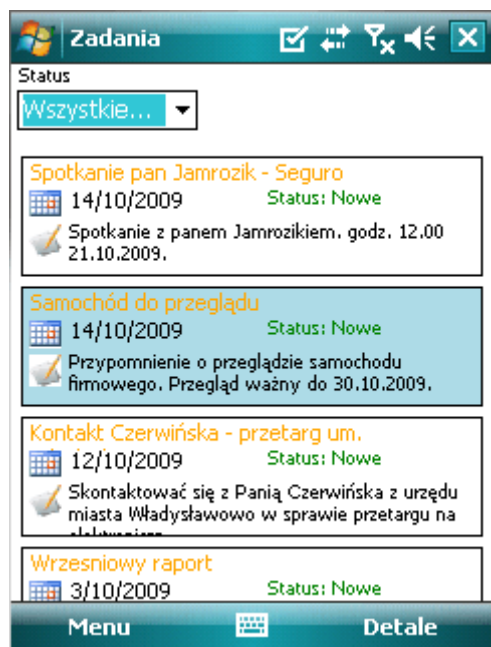 Zadania
Status
Wszystkie...
Spotkanie pan Jamrozik - Seguro
14/10/2009 Status: Nowe
Spotkanie z panem Jamrozikiem. godz. 12.00
21.10.2009.
Samochód do przeglądu
14/10/2009 Status: Nowe
Przypomnienie o przeglądzie samochodu
firmowego. Przegląd ważny do 30.10.2009.
Kontakt Czerwińska - przetarg um.
12/10/2009 Status: Nowe
Skontaktować się z Panią Czerwińska z urzędu
miasta Władysławowo w sprawie przetargu na
Wrzesniowy raport
3/10/2009 Status: Nowe
Menu Detale